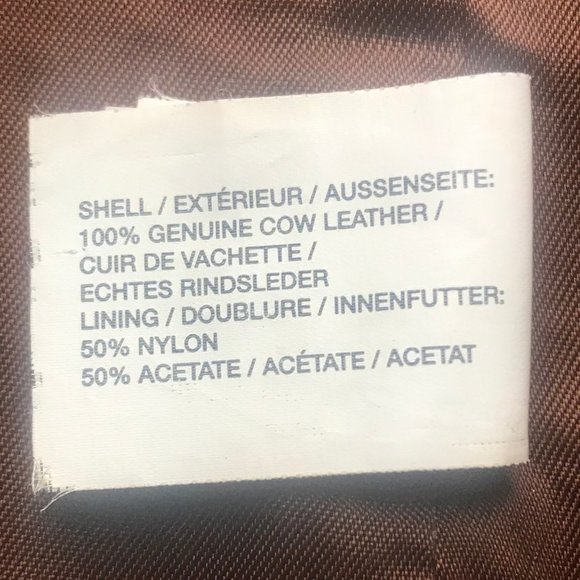 SHELL / EXTÉRIEUR / AUSSENSEITE:
100% GENUINE COW LEATHER /
CUIR DE VACHETTE /
ECHTES RINDSLEDER
LINING / DOUBLURE / INNENFUTTER:
50% NYLON
50% ACETATE / ACÉTATE / ACETAT